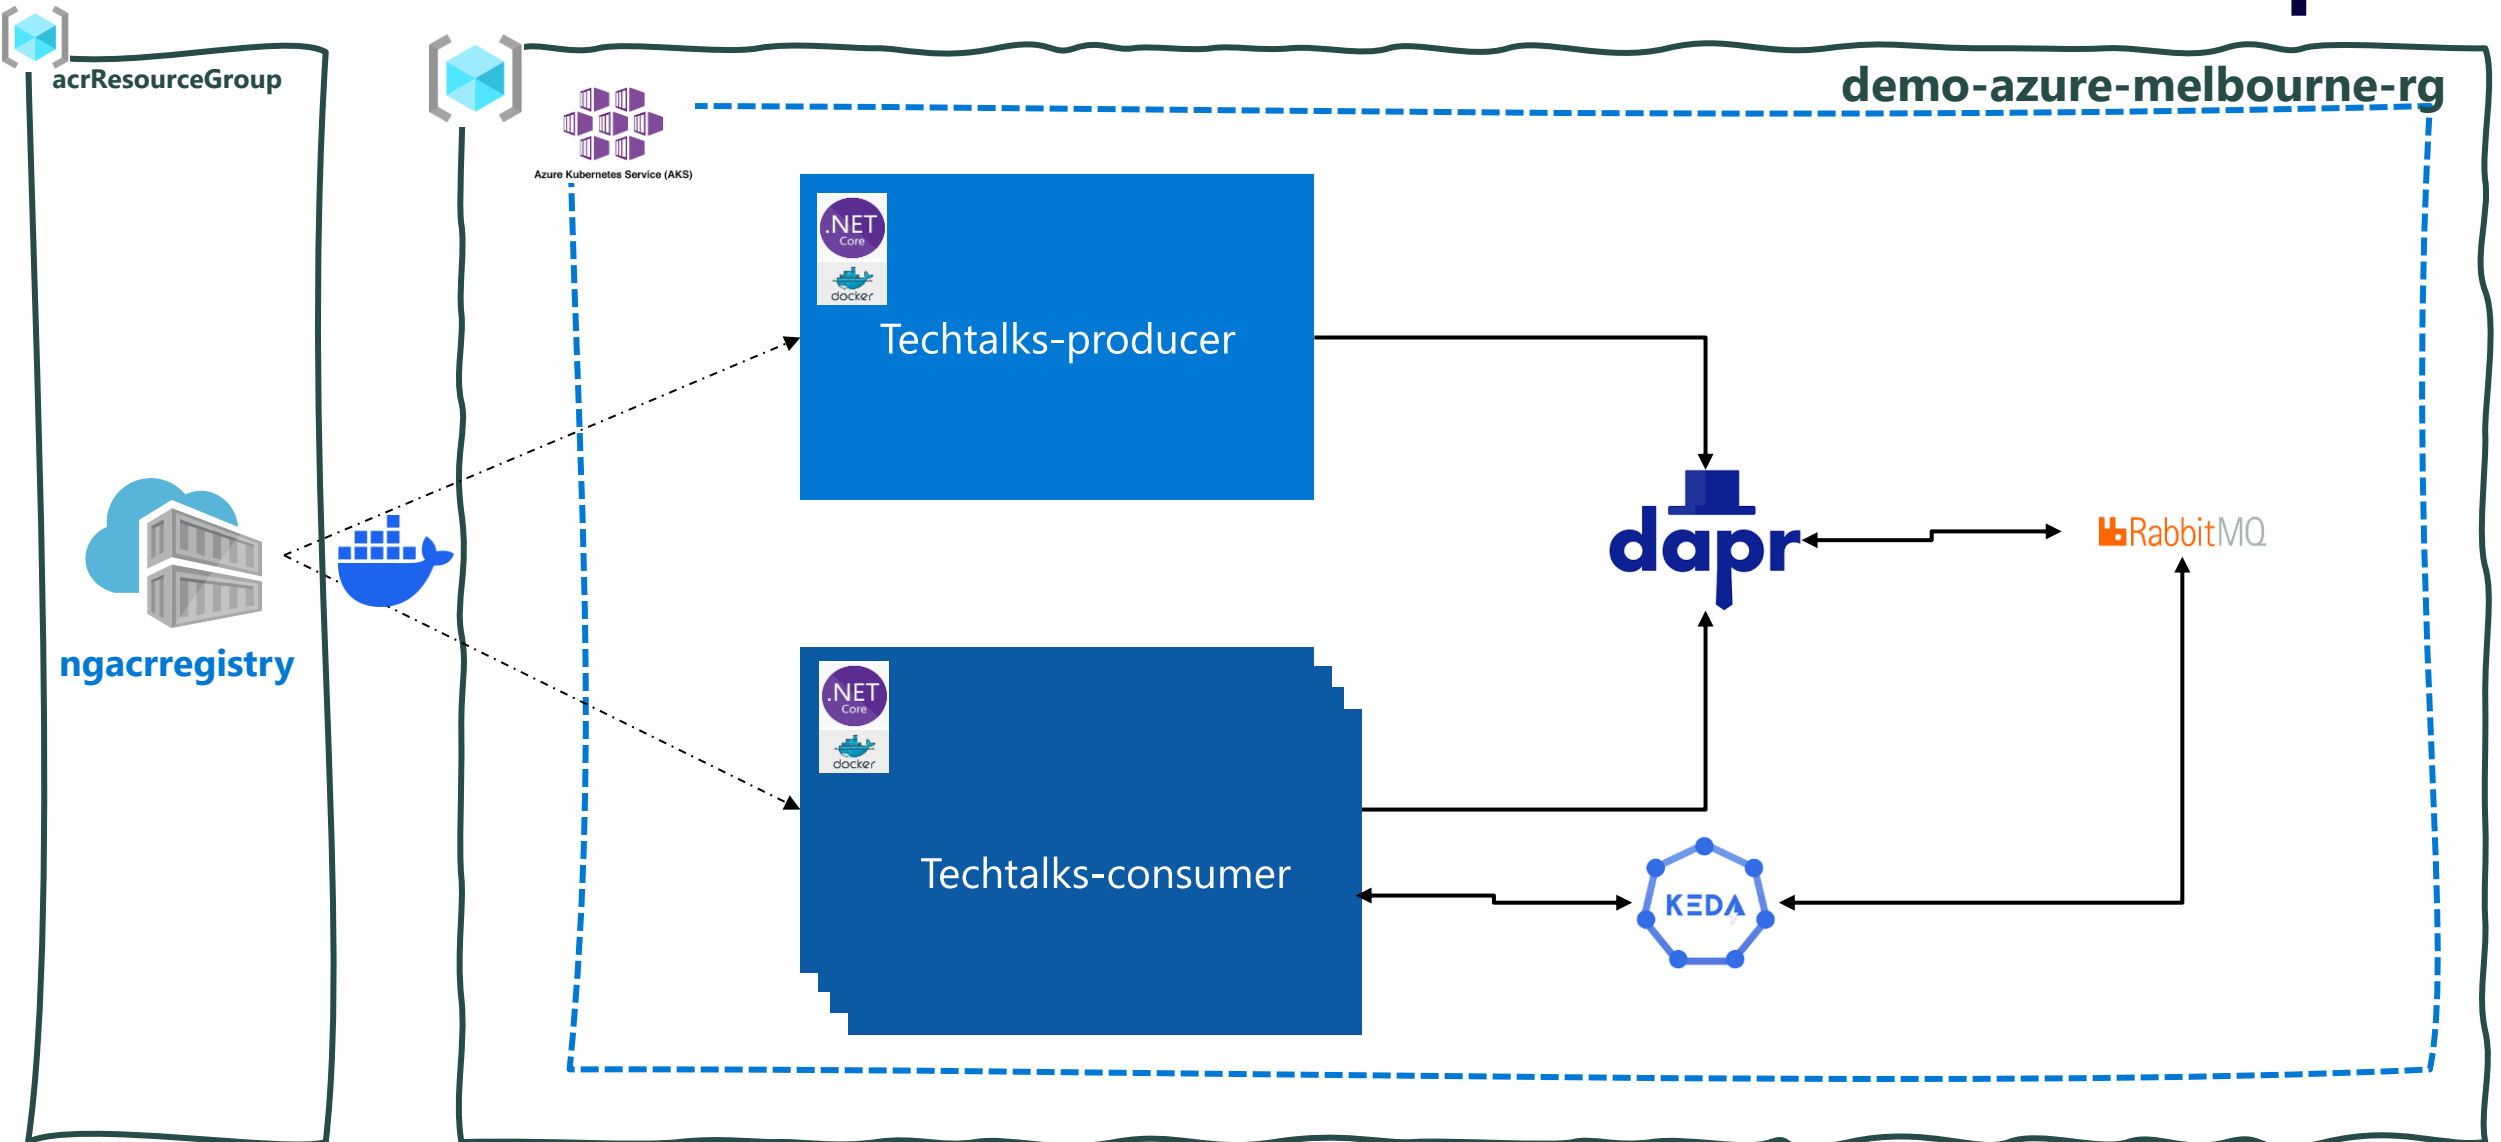 acrResourceGroup
demo-azure-melbourne-rg
Azure Kubernetes Service (AKS)
.NET
Core
docker
Techtalks-producer
dapr
RabbitMQ
ngacrregistry
.NET
Core
docker
Techtalks-consumer
KEDA